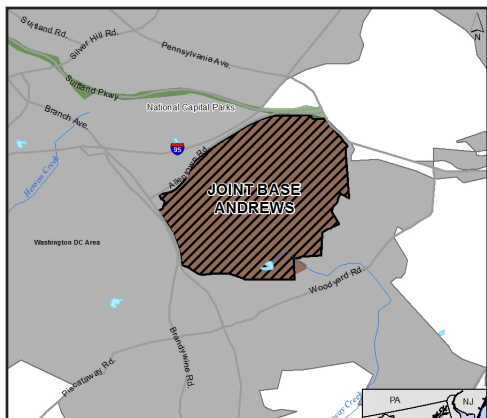 Suitland Rd.
Silver Hill Rd.
Pennsylvania Ave.
N
Suitland Pkwy
National Capital Parks
Branch Ave.
95
Allentown Rd.
Henson Creek
JOINT BASE
ANDREWS
Washington DC Area
Woodyard Rd.
Brandywine Rd.
Piscataway Rd.
PA
NJ
Creek